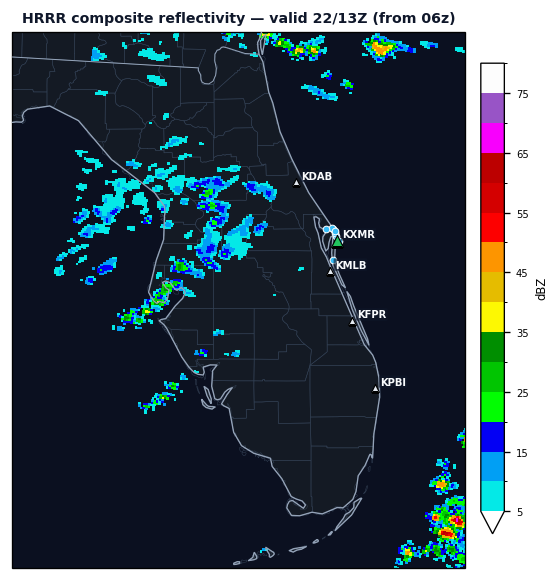 HRRR composite reflectivity — valid 22/13Z (from 06z)
KDAB
KXMR
KMLB
KFPR
KPBI
75
65
55
45
35
25
15
5
dBZ